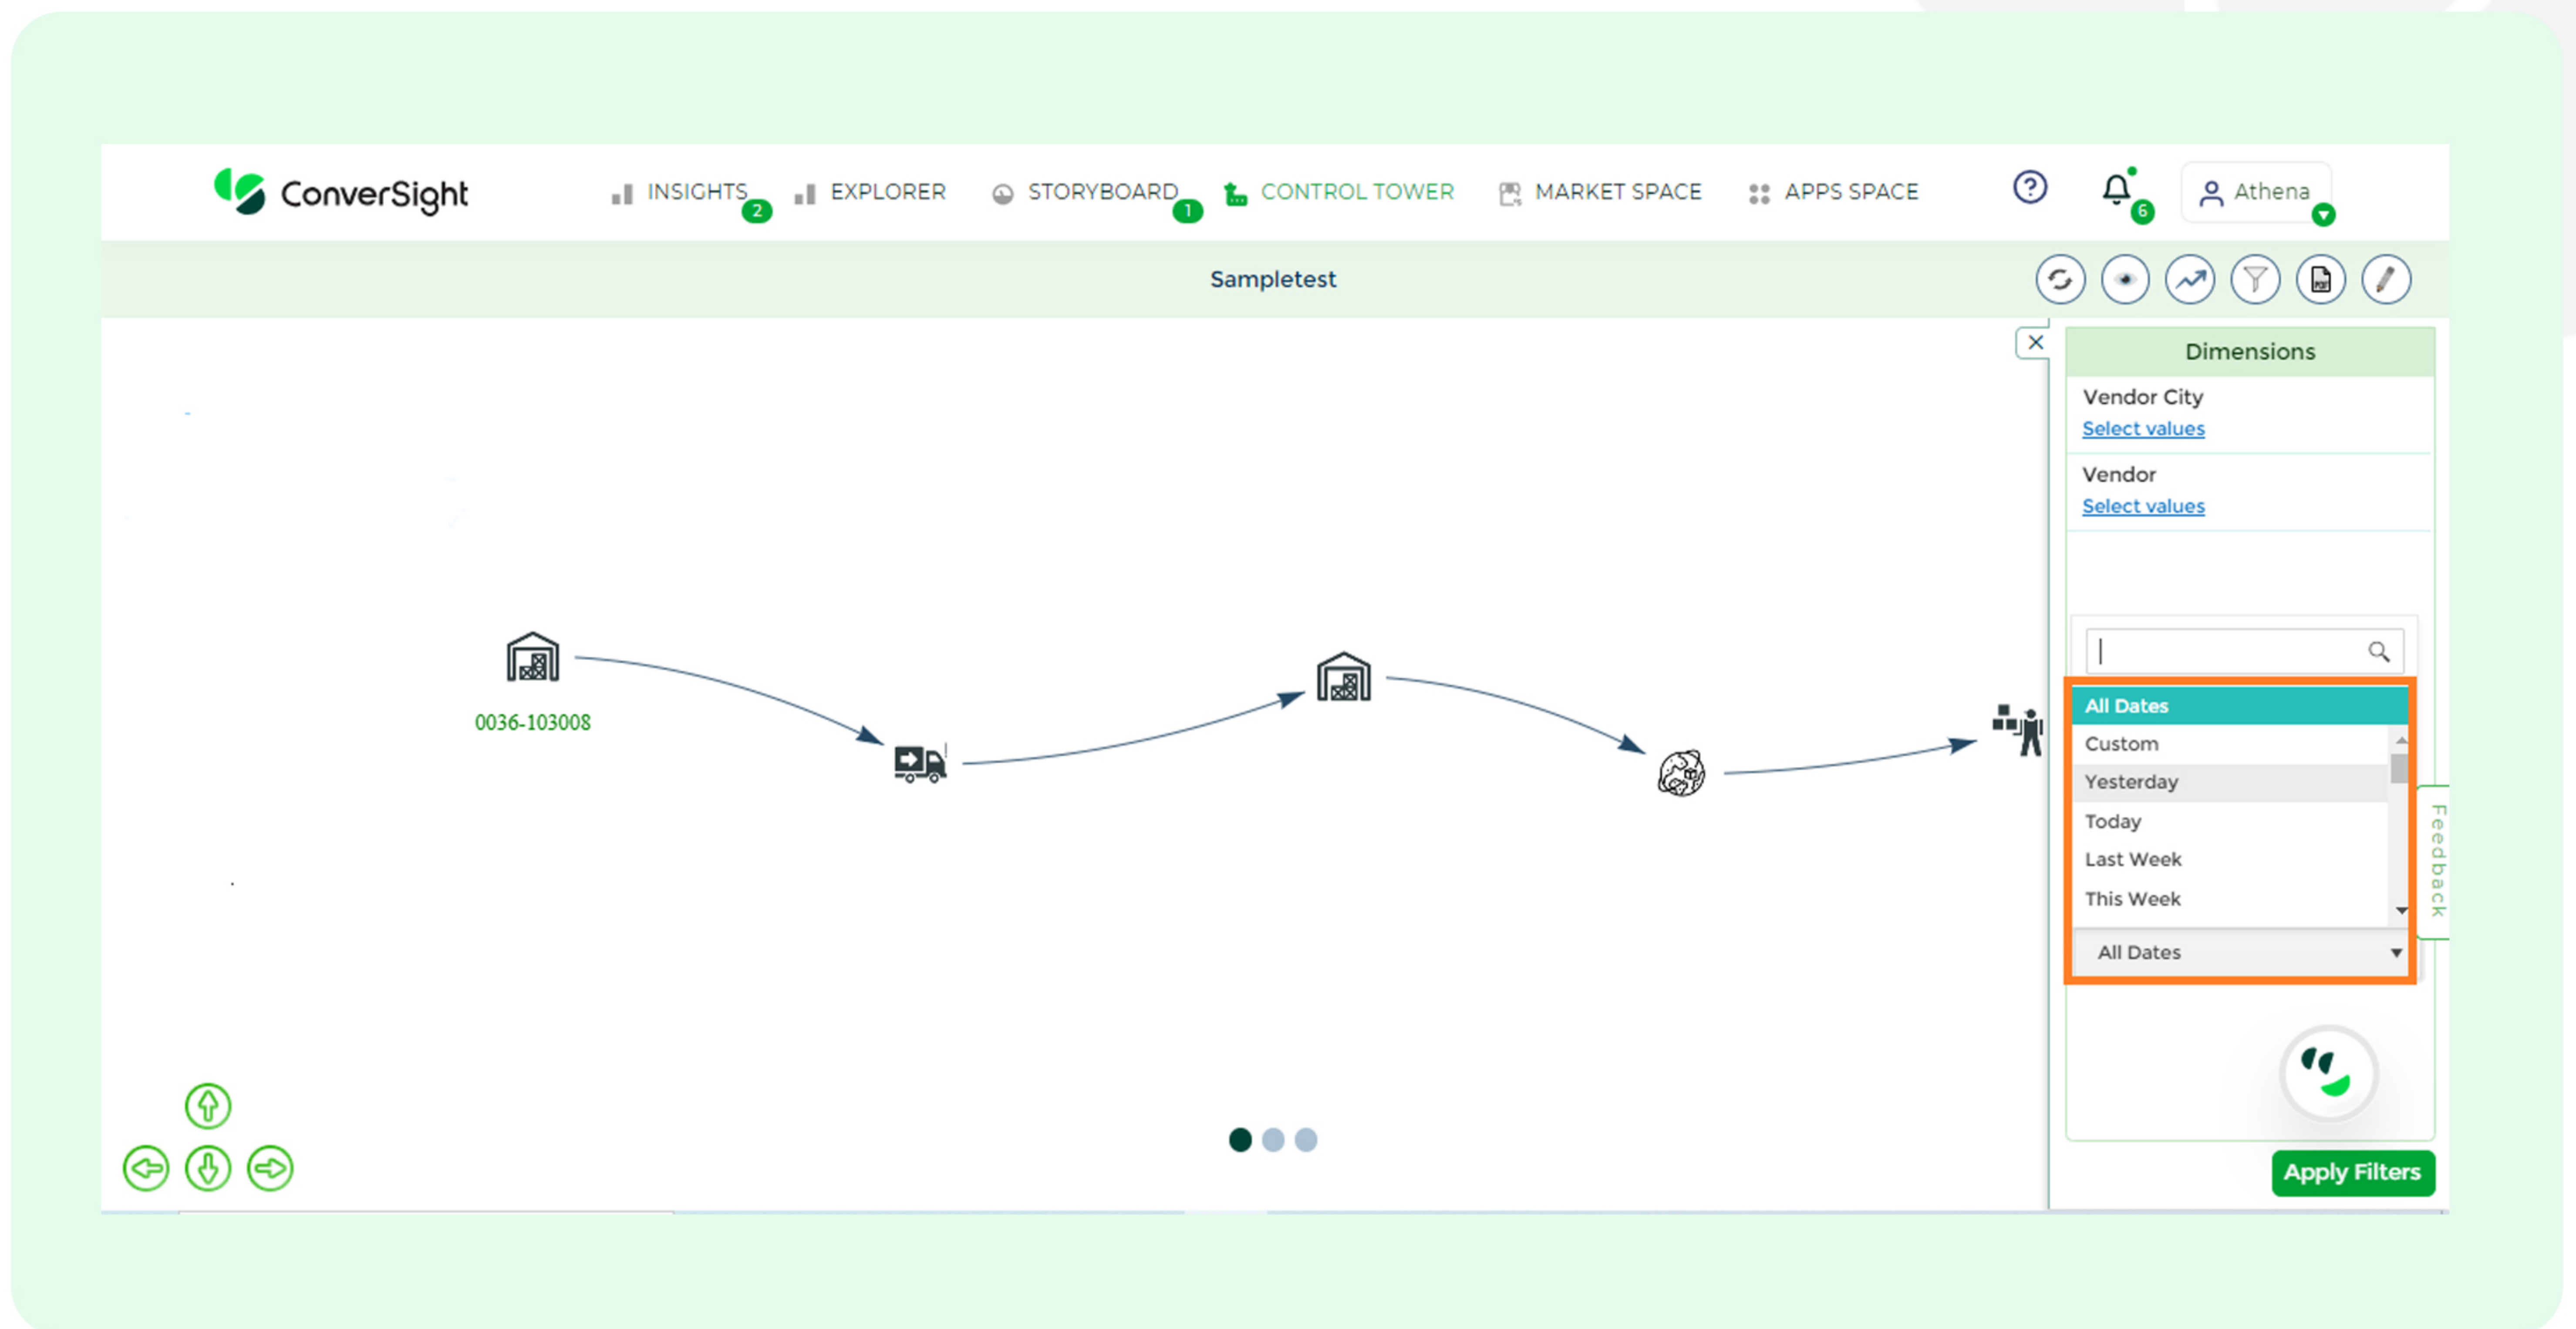 ConverSight
INSIGHTS 2
EXPLORER
STORYBOARD 1
CONTROL TOWER
MARKET SPACE
APPS SPACE
?
6
Athena
Sampletest
PDF
Dimensions
Vendor City
Select values
Vendor
Select values
All Dates
Custom
Yesterday
Today
Last Week
This Week
All Dates
Feedback
0036-103008
Apply Filters